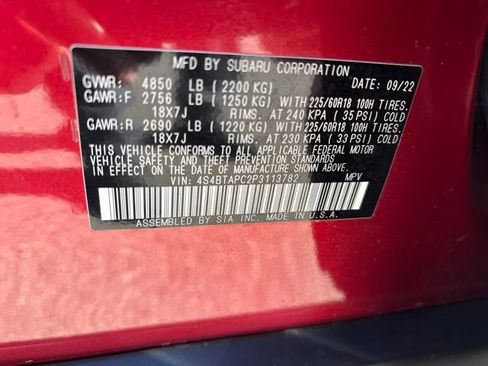 MFD BY SUBARU CORPORATION
DATE: 09/22
GVWR: 4850 LB ( 2200 KG)
GAWR:F 2756 LB ( 1250 KG) WITH 225/60R18 100H TIRES.
18X7J RIMS. AT 240 KPA ( 35 PSI) COLD
GAWR:R 2690 LB ( 1220 KG) WITH 225/60R18 100H TIRES.
18X7J RIMS. AT 230 KPA ( 33 PSI) COLD
THIS VEHICLE CONFORMS TO ALL APPLICABLE FEDERAL MOTOR
VEHICLE SAFETY, BUMPER, AND THEFT PREVENTION STANDARDS
IN EFFECT ON THE DATE OF MANUFACTURE SHOWN ABOVE.
VIN: 4S4BTAPC2P3113782 MPV
ASSEMBLED BY SIA INC. MADE IN U.S.A.